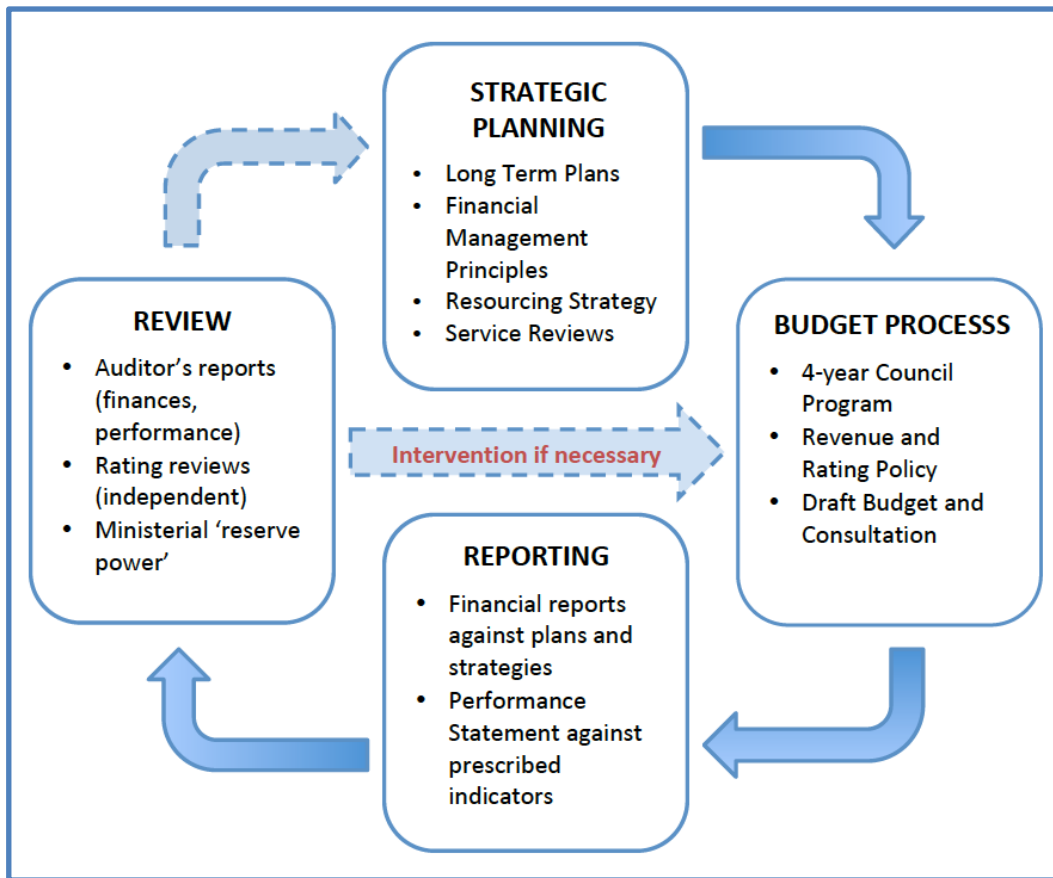 STRATEGIC
PLANNING
• Long Term Plans
• Financial
Management
Principles
• Resourcing Strategy
• Service Reviews
REVIEW
• Auditor's reports
(finances,
performance)
• Rating reviews
(independent)
• Ministerial 'reserve
power'
Intervention if necessary
BUDGET PROCESSS
• 4-year Council
Program
• Revenue and
Rating Policy
• Draft Budget and
Consultation
REPORTING
• Financial reports
against plans and
strategies
• Performance
Statement against
prescribed
indicators